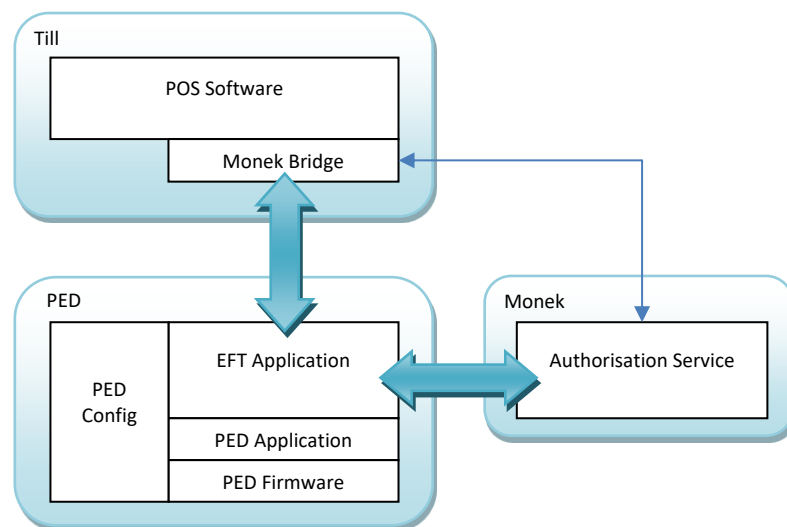 Till
POS Software
Monek Bridge
PED
EFT Application
PED
Config
PED Application
PED Firmware
Monek
Authorisation Service